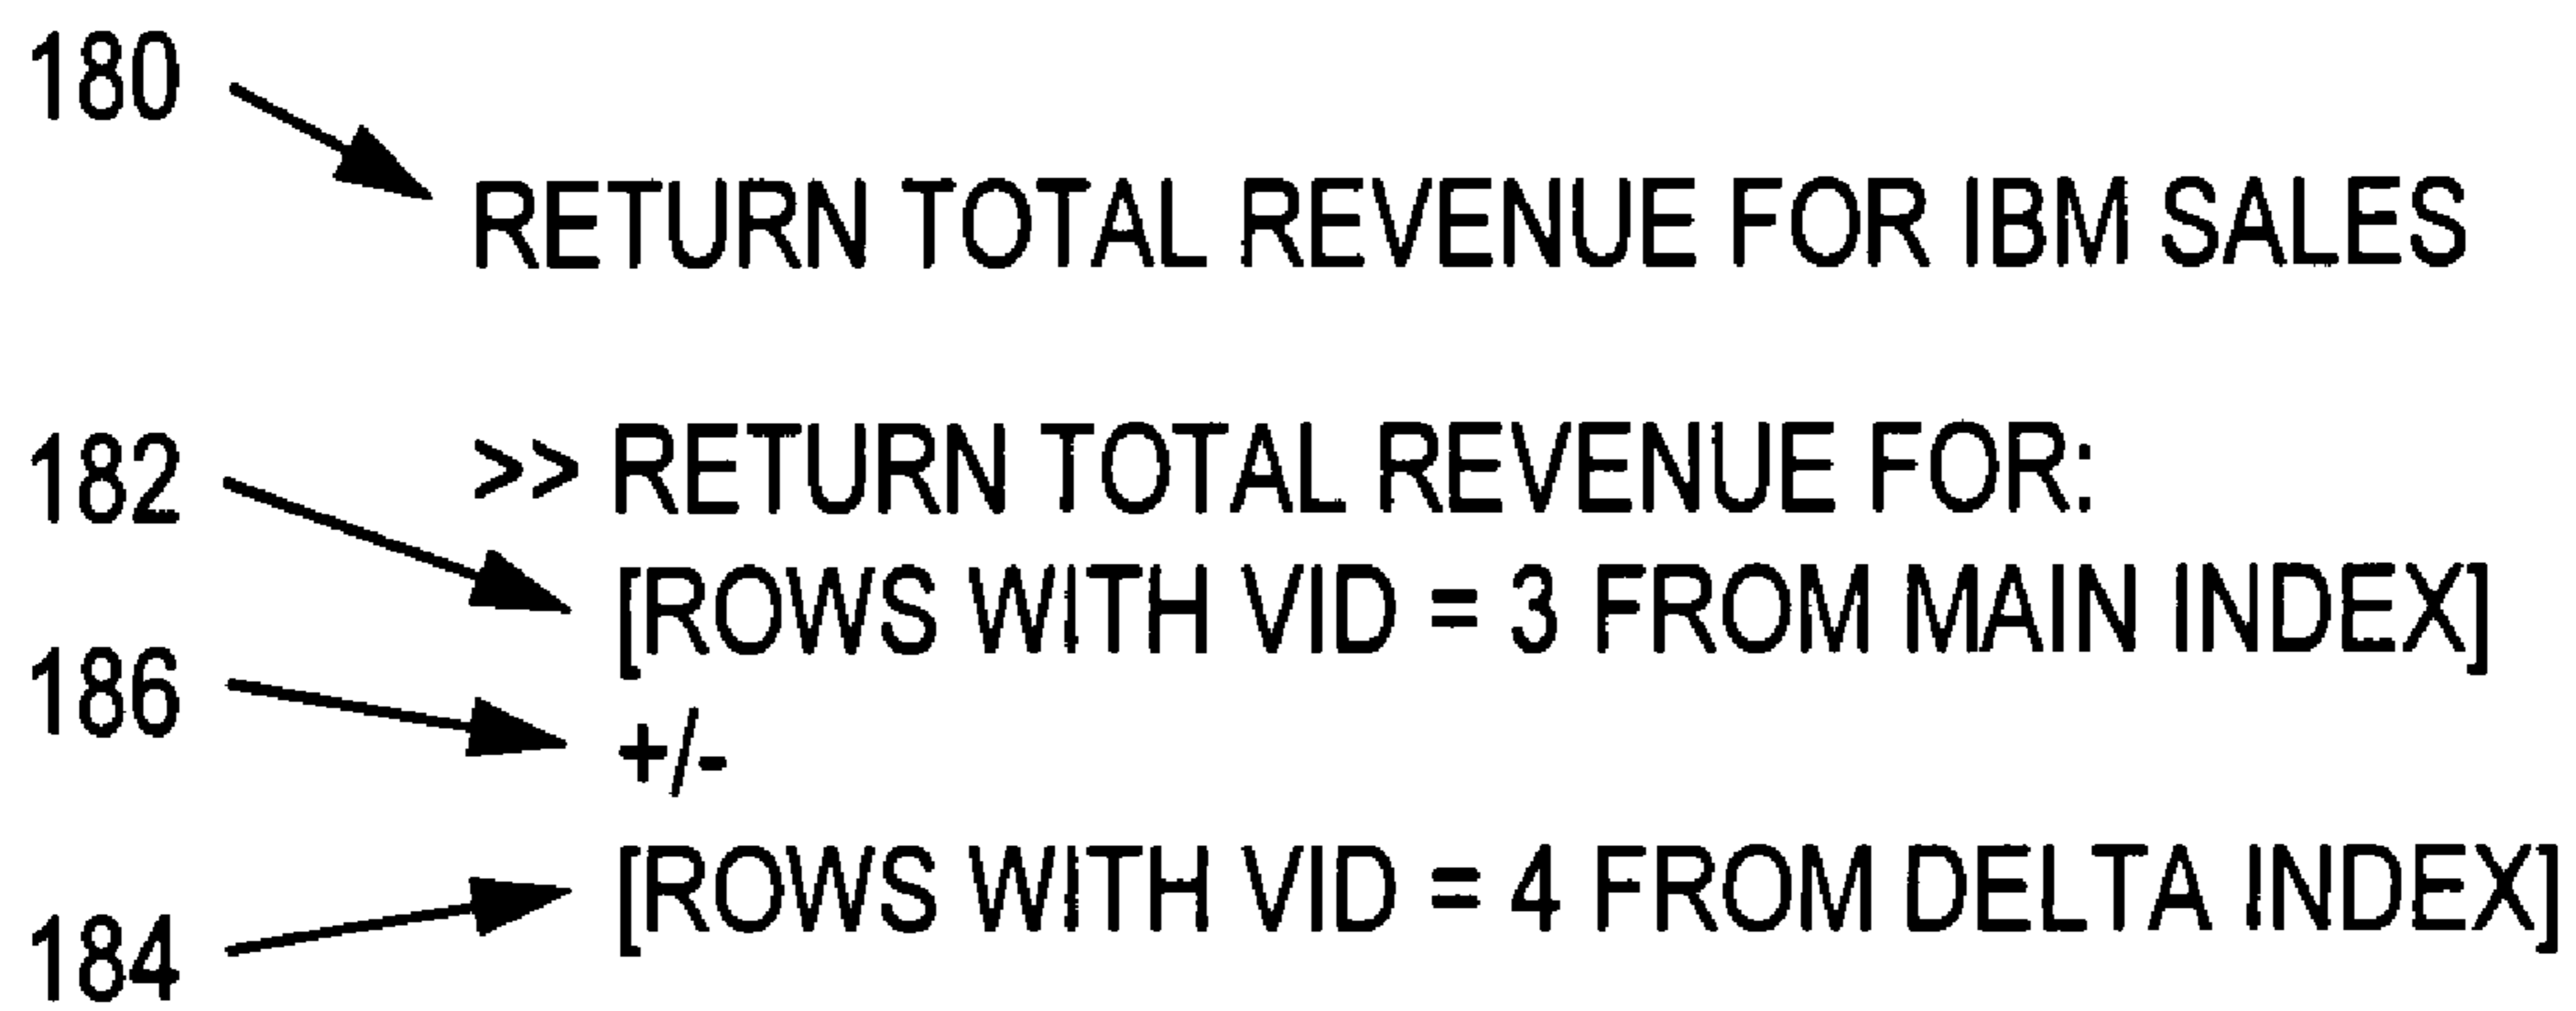 180
RETURN TOTAL REVENUE FOR IBM SALES
182
>> RETURN TOTAL REVENUE FOR:
[ROWS WITH VID = 3 FROM MAIN INDEX]
186
+/-
[ROWS WITH VID = 4 FROM DELTA INDEX]
184